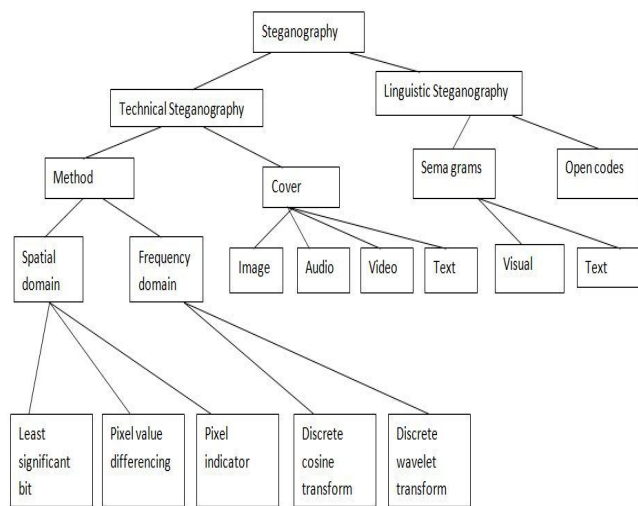 Steganography
Technical Steganography
Linguistic Steganography
Method
Cover
Sema grams
Open codes
Spatial
domain
Frequency
domain
Image
Audio
Video
Text
Visual
Text
Least
significant
bit
Pixel value
differencing
Pixel
indicator
Discrete
cosine
transform
Discrete
wavelet
transform